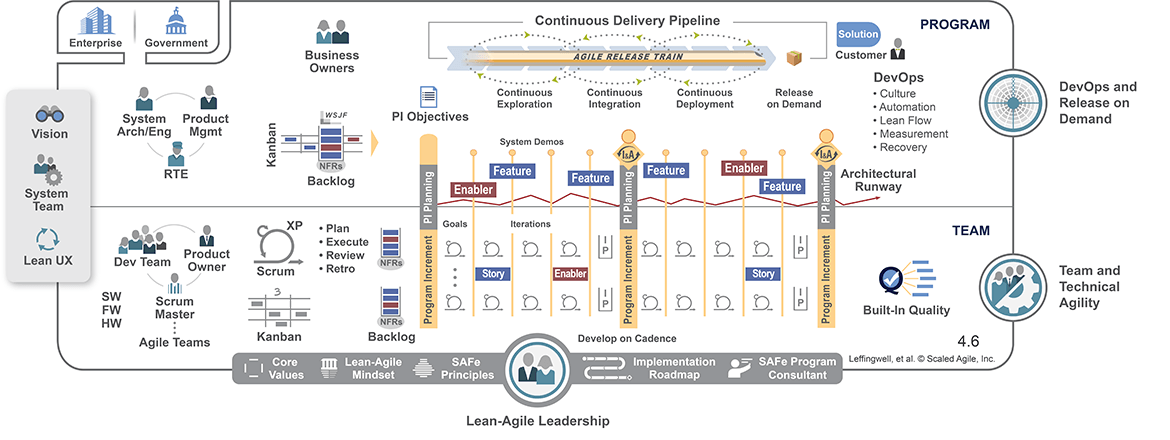 Enterprise
Government
Business
Owners
Continuous Delivery Pipeline
AGILE RELEASE TRAIN
Continuous
Exploration
Continuous
Integration
Continuous
Deployment
Release
on Demand
Solution
Customer
PROGRAM
DevOps
• Culture
• Automation
• Lean Flow
• Measurement
• Recovery
DevOps and
Release on
Demand
Vision
System
Team
Lean UX
System
Arch/Eng
Product
Mgmt
RTE
Kanban
WSJF
NFRs
Backlog
PI Objectives
System Demos
I&A
I&A
Enabler
Feature
Feature
Feature
Enabler
Feature
Architectural
Runway
PI Planning
PI Planning
PI Planning
TEAM
Dev Team
Product
Owner
Scrum
Master
SW
FW
HW
Agile Teams
XP
Scrum
• Plan
• Execute
• Review
• Retro
3
Kanban
NFRs
NFRs
Backlog
Program Increment
Program Increment
Program Increment
Goals
Iterations
Story
Enabler
Story
I P
I P
I P
I P
Develop on Cadence
Built-In Quality
Team and
Technical
Agility
4.6
Leffingwell, et al. © Scaled Agile, Inc.
Core
Values
Lean-Agile
Mindset
SAFe
Principles
Implementation
Roadmap
SAFe Program
Consultant
Lean-Agile Leadership